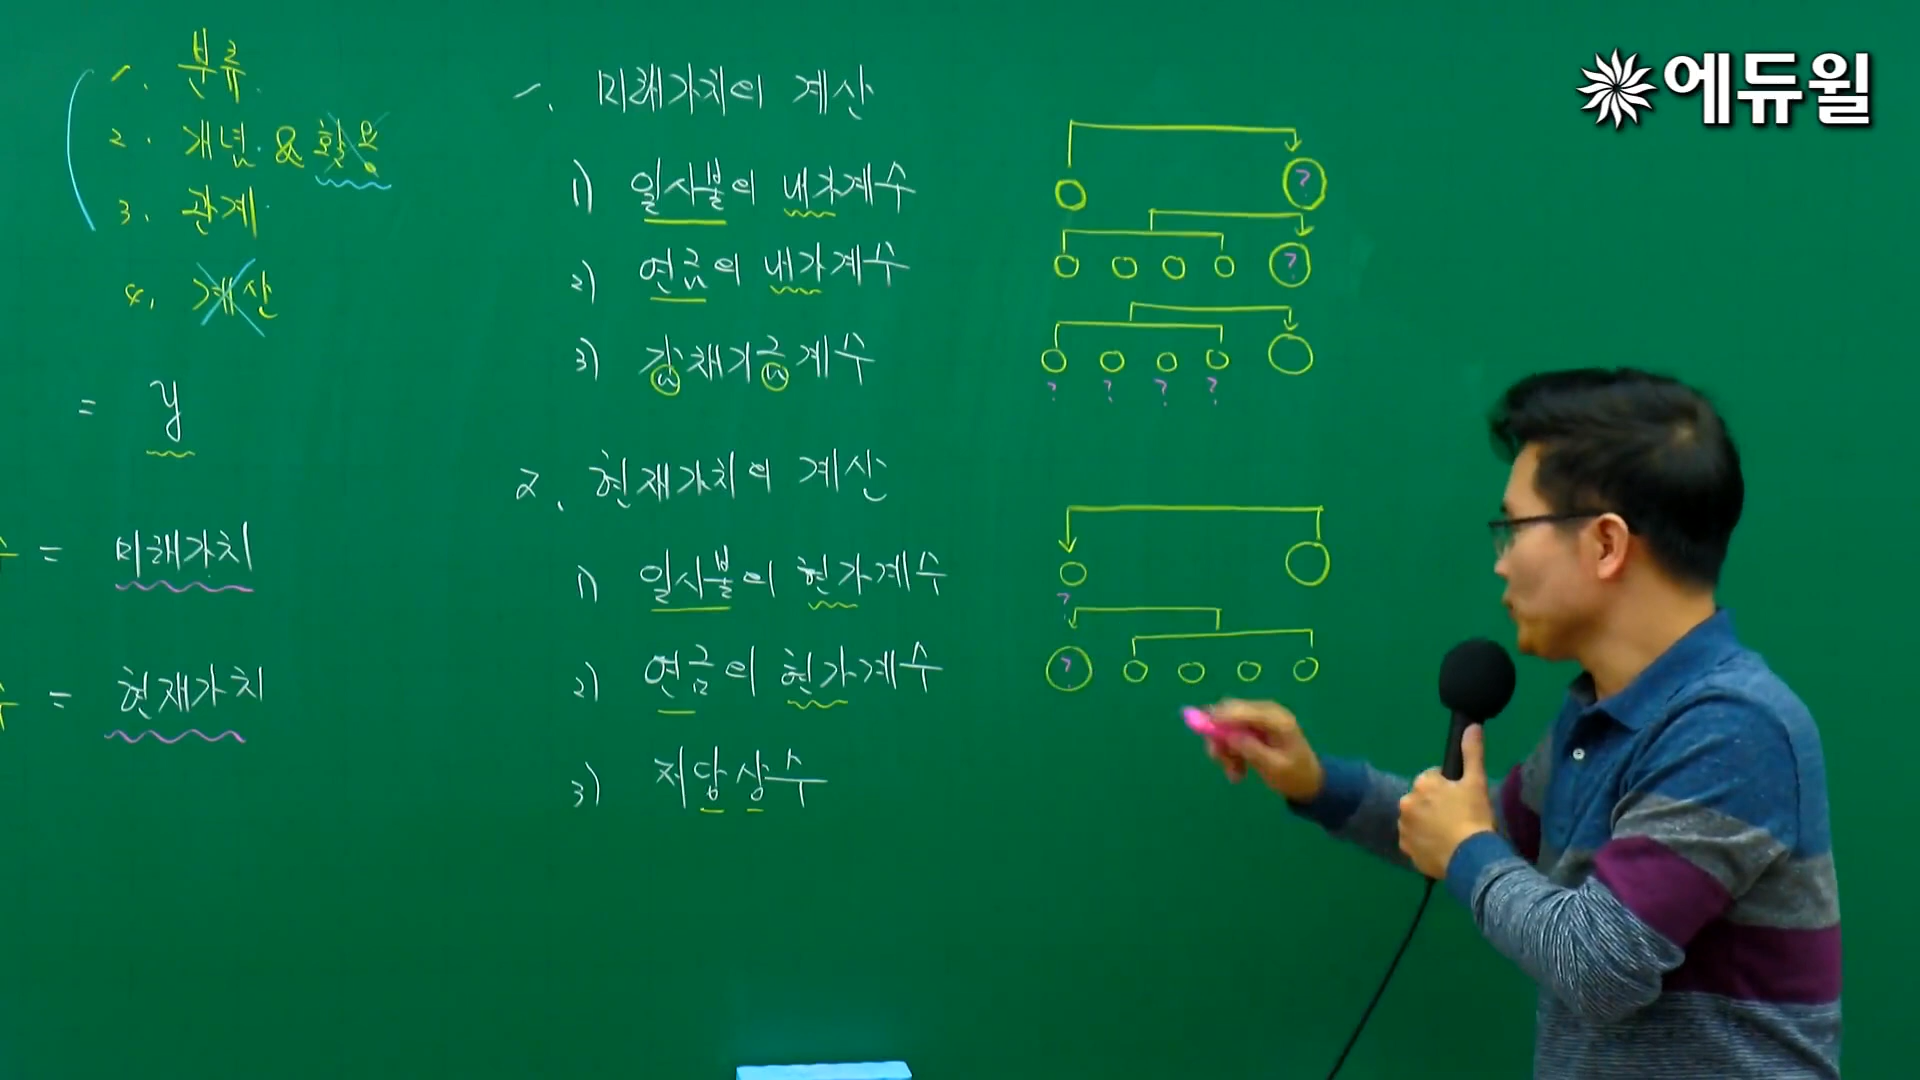 에듀윌
1. 분류.
2. 개념. & 활용
3. 관계.
4. 계산
= y
= 미래가치
= 현재가치
1. 미래가치의 계산
1) 일시불의 내가계수
2) 연금의 내가계수
3) 감채기금계수
?
?
? ? ? ?
2. 현재가치의 계산
1) 일시불의 현가계수
2) 연금의 현가계수
3) 저당상수
?
?